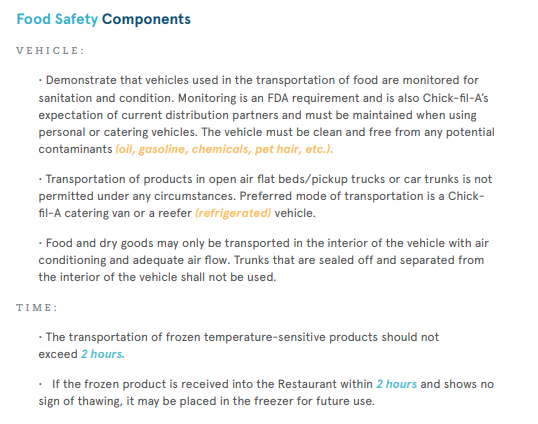 Food Safety Components
VEHICLE:
· Demonstrate that vehicles used in the transportation of food are monitored for
sanitation and condition. Monitoring is an FDA requirement and is also Chick-fil-A’s
expectation of current distribution partners and must be maintained when using
personal or catering vehicles. The vehicle must be clean and free from any potential
contaminants (oil, gasoline, chemicals, pet hair, etc.).
· Transportation of products in open air flat beds/pickup trucks or car trunks is not
permitted under any circumstances. Preferred mode of transportation is a Chick-
fil-A catering van or a reefer (refrigerated) vehicle.
· Food and dry goods may only be transported in the interior of the vehicle with air
conditioning and adequate air flow. Trunks that are sealed off and separated from
the interior of the vehicle shall not be used.
TIME:
· The transportation of frozen temperature-sensitive products should not
exceed 2 hours.
· If the frozen product is received into the Restaurant within 2 hours and shows no
sign of thawing, it may be placed in the freezer for future use.